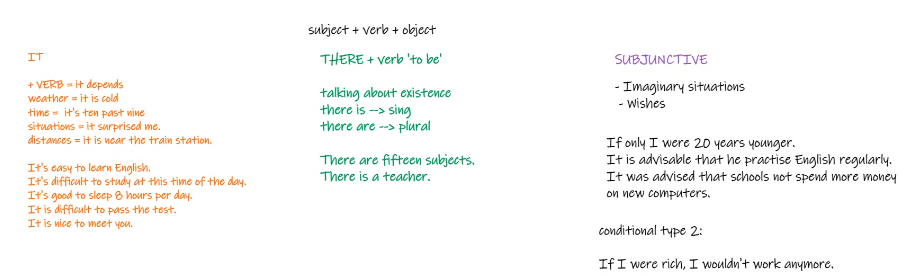 subject + verb + object
IT
+ VERB = it depends
weather = it is cold
time = it's ten past nine
situations = it surprised me.
distances = it is near the train station.
It's easy to learn English.
It's difficult to study at this time of the day.
It's good to sleep 8 hours per day.
It is difficult to pass the test.
It is nice to meet you.
THERE + verb 'to be'
talking about existence
there is --> sing
there are --> plural
There are fifteen subjects.
There is a teacher.
SUBJUNCTIVE
- Imaginary situations
- Wishes
If only I were 20 years younger.
It is advisable that he practise English regularly.
It was advised that schools not spend more money
on new computers.
conditional type 2:
If I were rich, I wouldn't work anymore.